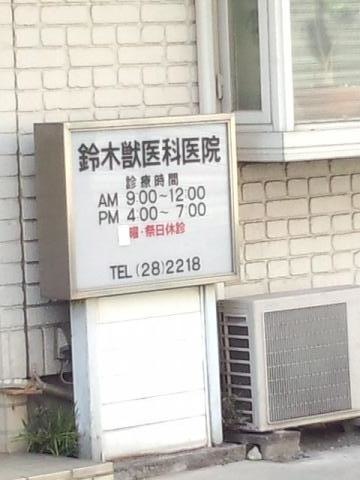 鈴木獣医科医院
診療時間
AM 9:00~12:00
PM 4:00~ 7:00
曜・祭日休診
TEL (28)2218